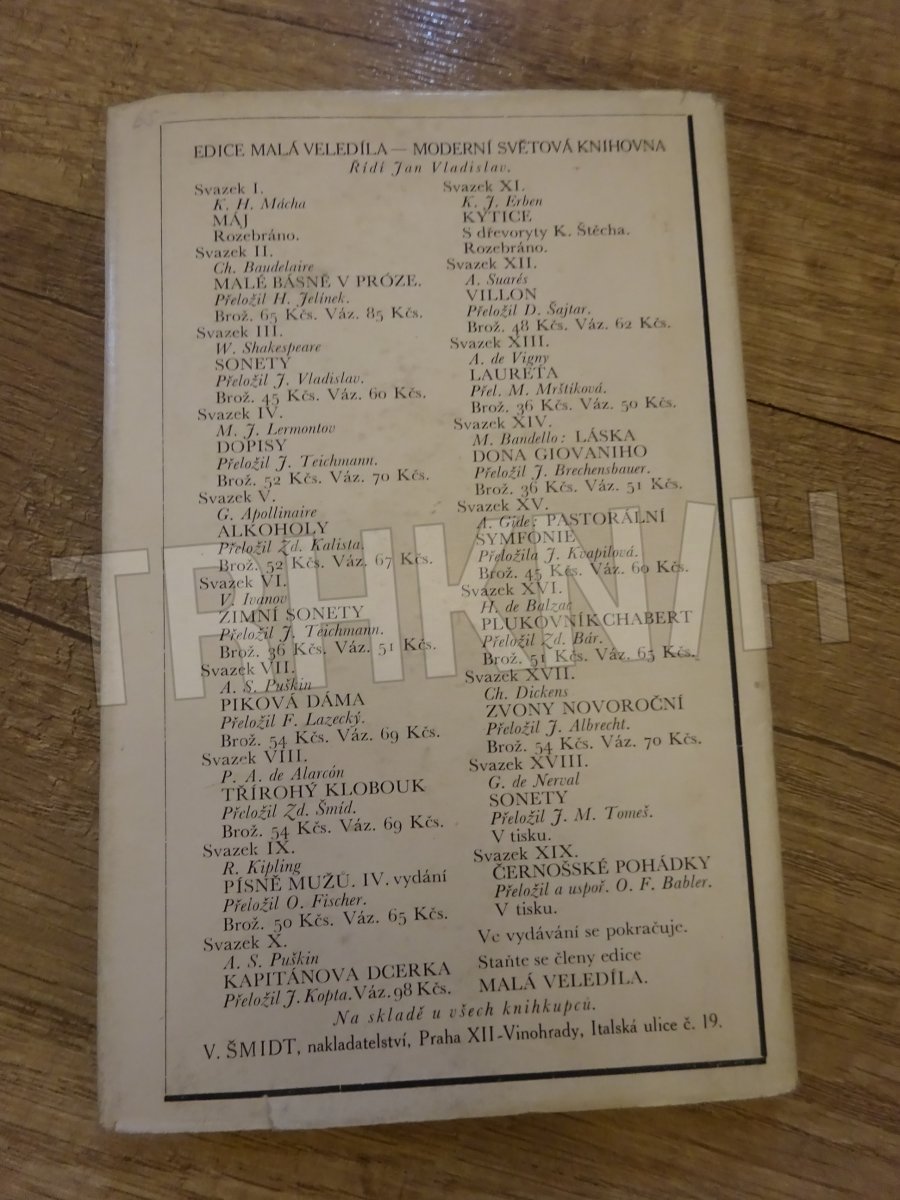 EDICE MALÁ VELEDÍLA — MODERNÍ SVĚTOVÁ KNIHOVNA
Řídí Jan Vladislav.
Svazek I.
K. H. Mácha
MÁJ
Rozebráno.
Svazek II.
Ch. Baudelaire
MALÉ BÁSNĚ V PRÓZE.
Přeložil H. Jelínek.
Brož. 65 Kčs. Váz. 85 Kčs.
Svazek III.
W. Shakespeare
SONETY
Přeložil J. Vladislav.
Brož. 45 Kčs. Váz. 60 Kčs.
Svazek IV.
M. J. Lermontov
DOPISY
Přeložil J. Teichmann.
Brož. 52 Kčs. Váz. 70 Kčs.
Svazek V.
G. Apollinaire
ALKOHOLY
Přeložil Zd. Kalista.
Brož. 52 Kčs. Váz. 67 Kčs.
Svazek VI.
V. Ivanov
ZIMNÍ SONETY
Přeložil J. Teichmann.
Brož. 36 Kčs. Váz. 51 Kčs.
Svazek VII.
A. S. Puškin
PIKOVÁ DÁMA
Přeložil F. Lazecký.
Brož. 54 Kčs. Váz. 69 Kčs.
Svazek VIII.
P. A. de Alarcón
TŘÍROHÝ KLOBOUK
Přeložil Zd. Šmíd.
Brož. 54 Kčs. Váz. 69 Kčs.
Svazek IX.
R. Kipling
PÍSNĚ MUŽŮ. IV. vydání
Přeložil O. Fischer.
Brož. 50 Kčs. Váz. 65 Kčs.
Svazek X.
A. S. Puškin
KAPITÁNOVA DCERKA
Přeložil J. Kopta. Váz. 98 Kčs.
Svazek XI.
K. J. Erben
KYTICE
S dřevoryty K. Štěcha.
Rozebráno.
Svazek XII.
A. Suarés
VILLON
Přeložil D. Šajtar.
Brož. 48 Kčs. Váz. 62 Kčs.
Svazek XIII.
A. de Vigny
LAURETA
Přel. M. Mrštíková.
Brož. 36 Kčs. Váz. 50 Kčs.
Svazek XIV.
M. Bandello: LÁSKA
DONA GIOVANIHO
Přeložil J. Brechensbauer.
Brož. 36 Kčs. Váz. 51 Kčs.
Svazek XV.
A. Gide: PASTORÁLNÍ
SYMFONIE
Přeložila J. Kvapilová.
Brož. 45 Kčs. Váz. 60 Kčs.
Svazek XVI.
H. de Balzac
PLUKOVNÍK CHABERT
Přeložil Zd. Bár.
Brož. 51 Kčs. Váz. 65 Kčs.
Svazek XVII.
Ch. Dickens
ZVONY NOVOROČNÍ
Přeložil J. Albrecht.
Brož. 54 Kčs. Váz. 70 Kčs.
Svazek XVIII.
G. de Nerval
SONETY
Přeložil J. M. Tomeš.
V tisku.
Svazek XIX.
ČERNOŠSKÉ POHÁDKY
Přeložil a uspoř. O. F. Babler.
V tisku.
Ve vydávání se pokračuje.
Staňte se členy edice
MALÁ VELEDÍLA.
Na skladě u všech knihkupců.
V. ŠMIDT, nakladatelství, Praha XII-Vinohrady, Italská ulice č. 19.